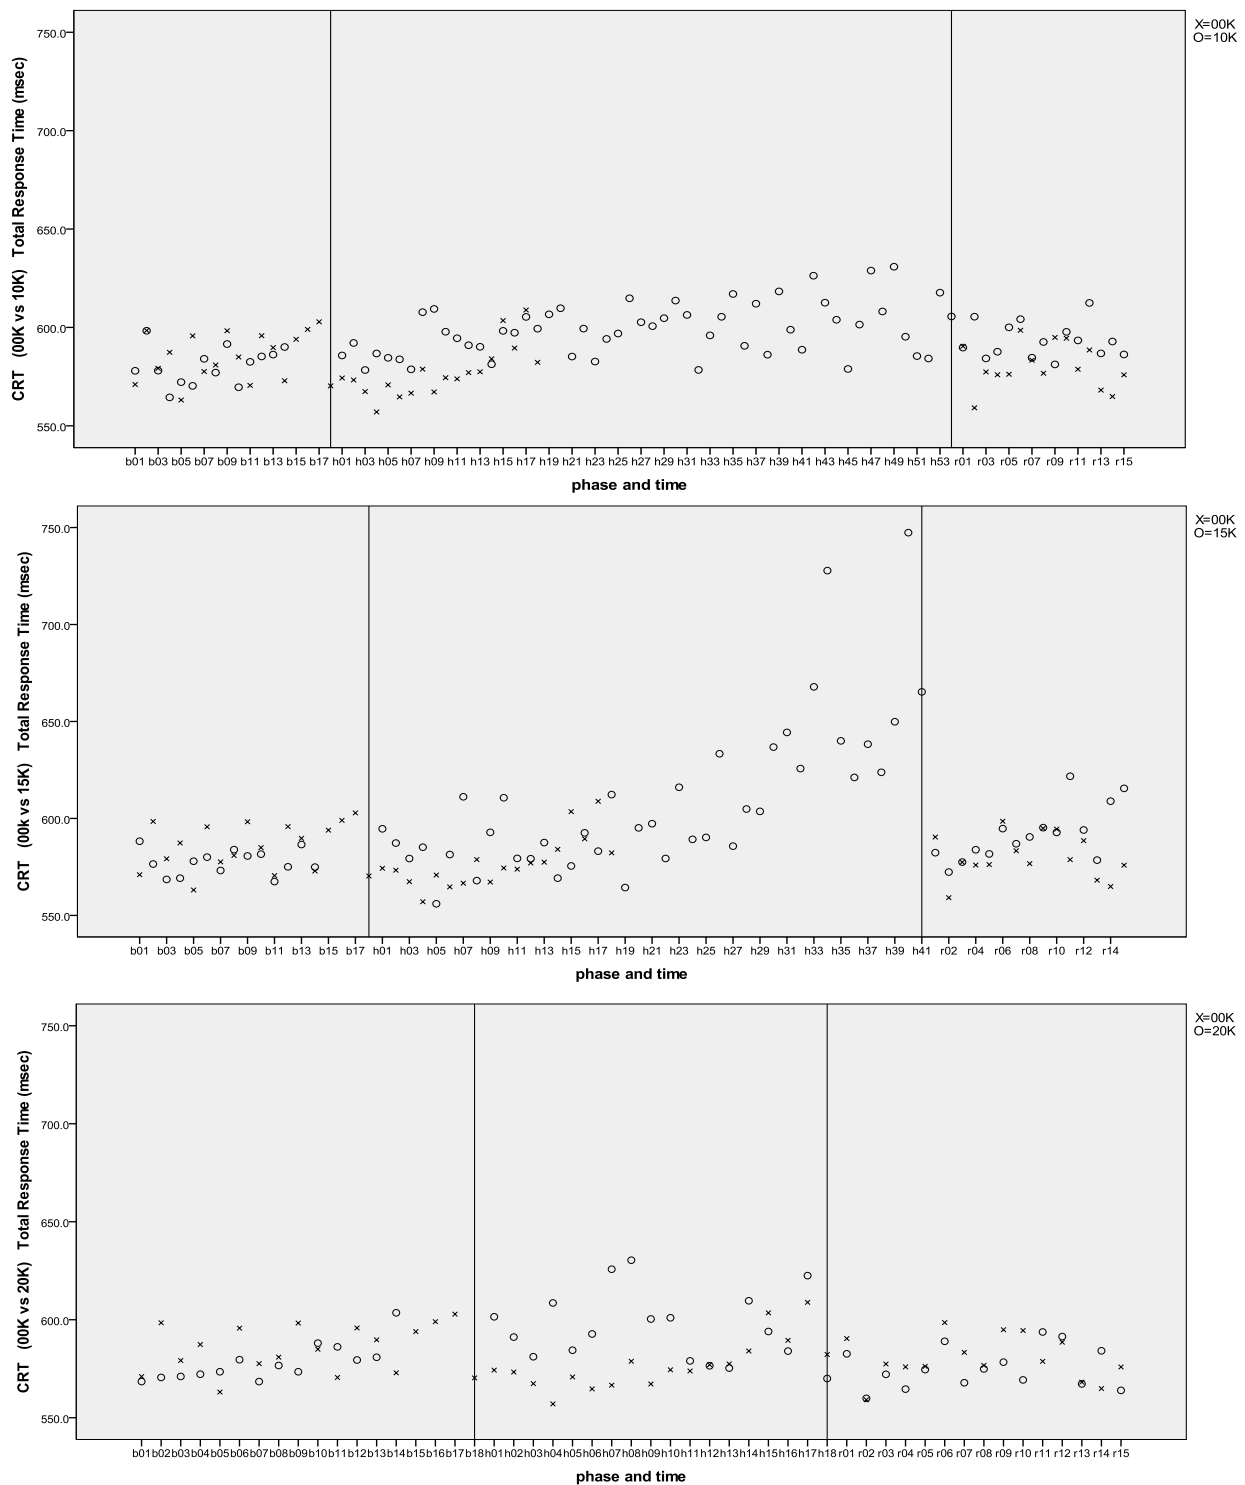 X=00K
O=10K
CRT (00K vs 10K) Total Response Time (msec)
750.0
700.0
650.0
600.0
550.0
b01 b03 b05 b07 b09 b11 b13 b15 b17 h01 h03 h05 h07 h09 h11 h13 h15 h17 h19 h21 h23 h25 h27 h29 h31 h33 h35 h37 h39 h41 h43 h45 h47 h49 h51 h53 r01 r03 r05 r07 r09 r11 r13 r15
phase and time
X=00K
O=15K
CRT (00k vs 15K) Total Response Time (msec)
750.0
700.0
650.0
600.0
550.0
b01 b03 b05 b07 b09 b11 b13 b15 b17 h01 h03 h05 h07 h09 h11 h13 h15 h17 h19 h21 h23 h25 h27 h29 h31 h33 h35 h37 h39 h41 r02 r04 r06 r08 r10 r12 r14
phase and time
X=00K
O=20K
CRT (00K vs 20K) Total Response Time (msec)
750.0
700.0
650.0
600.0
550.0
b01 b02 b03 b04 b05 b06 b07 b08 b09 b10 b11 b12 b13 b14 b15 b16 b17 b18 h01 h02 h03 h04 h05 h06 h07 h08 h09 h10 h11 h12 h13 h14 h15 h16 h17 h18 r01 r02 r03 r04 r05 r06 r07 r08 r09 r10 r11 r12 r13 r14 r15
phase and time